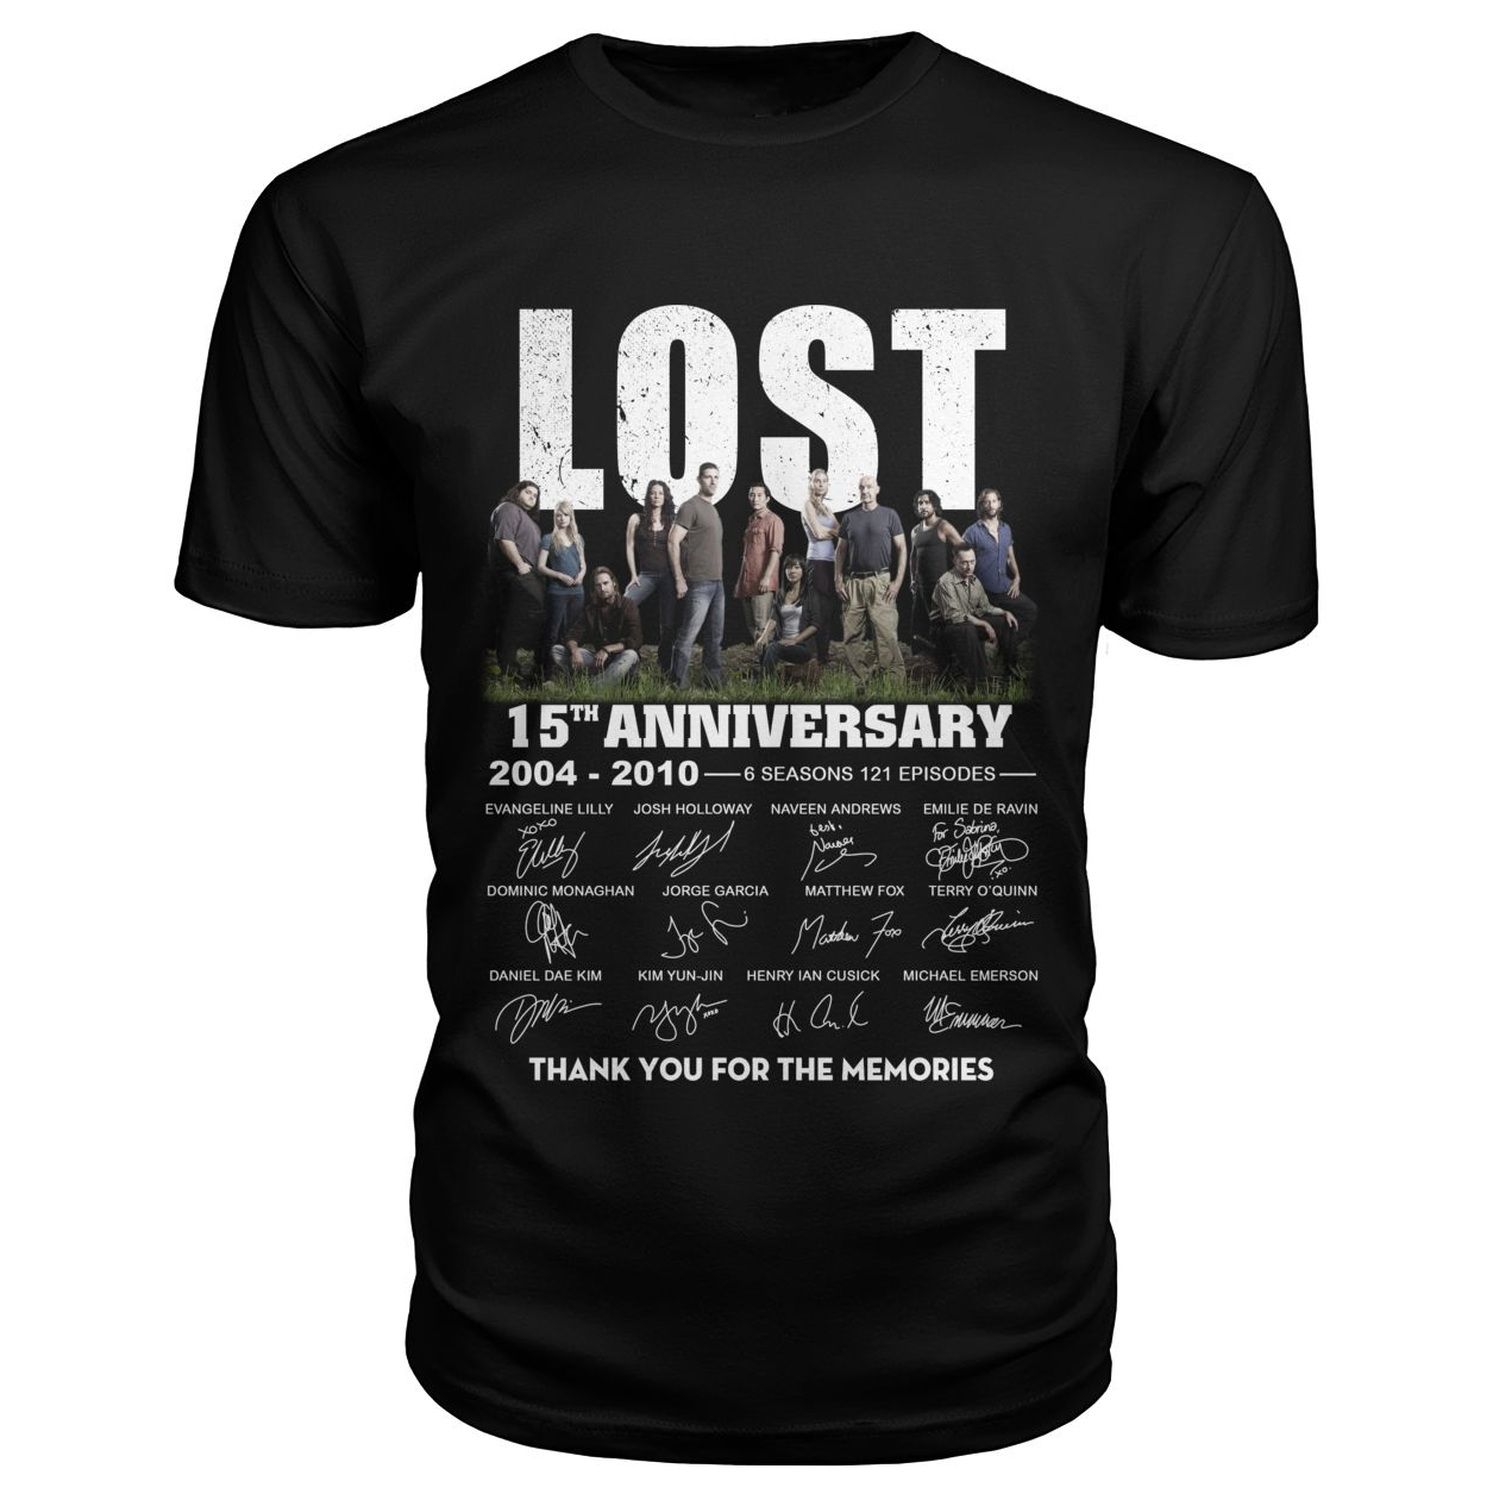 LOST
15TH ANNIVERSARY
2004 - 2010 — 6 SEASONS 121 EPISODES —
EVANGELINE LILLY JOSH HOLLOWAY NAVEEN ANDREWS EMILIE DE RAVIN
xoxo
best,
For Sabrina,
xo
DOMINIC MONAGHAN JORGE GARCIA MATTHEW FOX TERRY O'QUINN
Matthew Fox
DANIEL DAE KIM KIM YUN-JIN HENRY IAN CUSICK MICHAEL EMERSON
THANK YOU FOR THE MEMORIES